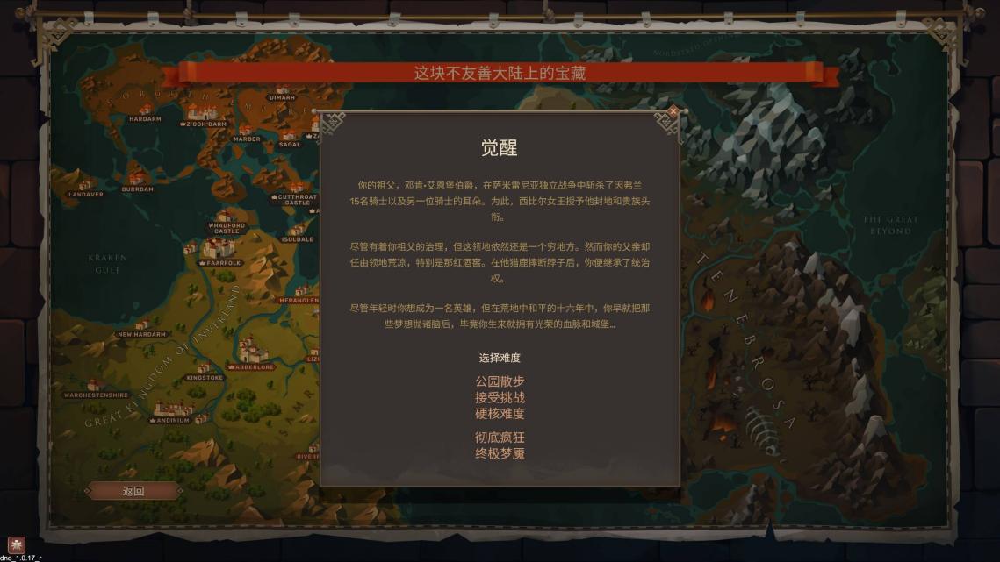 NORDSTRED OPENING
这块不友善大陆上的宝藏
GORGOTH EMPIRE
DIMARH
HARDARM
Z'OOH'DARM
MARDER
SAGAL
LANDAVER
BURRDAM
CUTTHROAT
CASTLE
WHADFORD
CASTLE
ISOLDALE
FAARFOLK
KRAKEN
GULF
MERANGLEN
NEW HARDARM
GREAT KINGDOM OF INVERLAND
ABBERLORE
KINGSTOKE
WARCHESTENSHIRE
ANDINIUM
THE GREAT
BEYOND
TENEBROSA
觉醒
你的祖父，邓肯·艾恩堡伯爵，在萨米雷尼亚独立战争中斩杀了因弗兰
15名骑士以及另一位骑士的耳朵。为此，西比尔女王授予他封地和贵族头
衔。
尽管有着你祖父的治理，但这领地依然还是一个穷地方。然而你的父亲却
任由领地荒凉，特别是那红酒窖。在他猎鹿摔断脖子后，你便继承了统治
权。
尽管年轻时你想成为一名英雄，但在荒地中和平的十六年中，你早就把那
些梦想抛诸脑后，毕竟你生来就拥有光荣的血脉和城堡…
选择难度
公园散步
接受挑战
硬核难度
彻底疯狂
终极梦魇
返回
dno_1.0.17_r